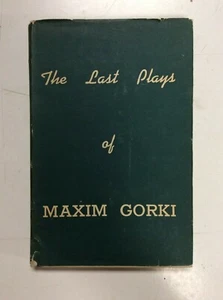 The Last Plays
of
MAXIM GORKI